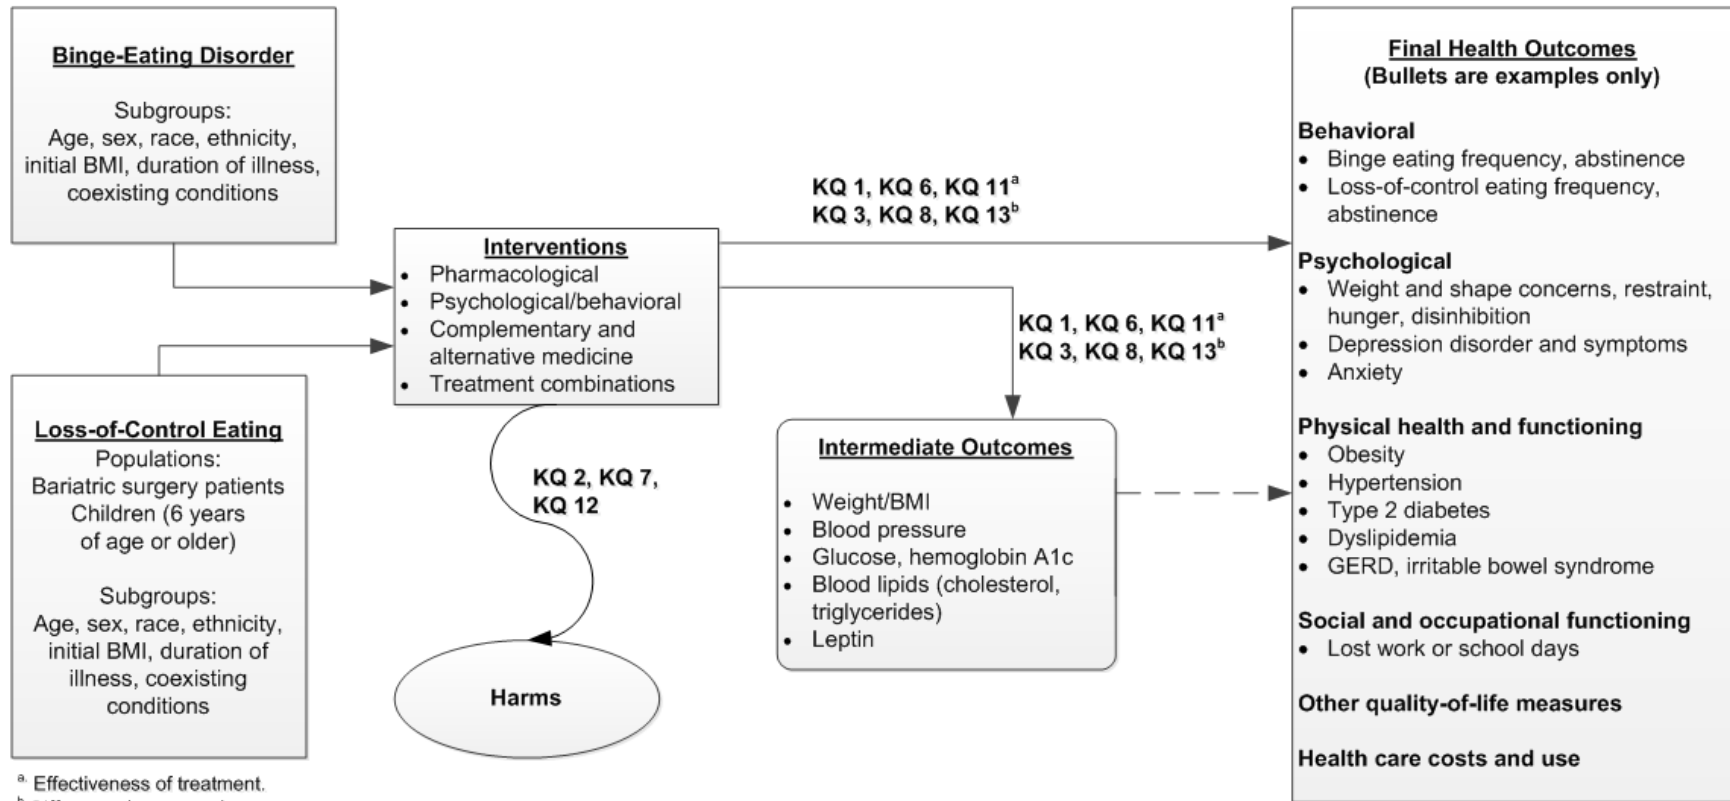 Binge-Eating Disorder
Subgroups:
Age, sex, race, ethnicity,
initial BMI, duration of illness,
coexisting conditions
Loss-of-Control Eating
Populations:
Bariatric surgery patients
Children (6 years
of age or older)
Subgroups:
Age, sex, race, ethnicity,
initial BMI, duration of
illness, coexisting
conditions
Interventions
• Pharmacological
• Psychological/behavioral
• Complementary and
alternative medicine
• Treatment combinations
KQ 2, KQ 7,
KQ 12
Harms
KQ 1, KQ 6, KQ 11a
KQ 3, KQ 8, KQ 13b
KQ 1, KQ 6, KQ 11a
KQ 3, KQ 8, KQ 13b
Intermediate Outcomes
• Weight/BMI
• Blood pressure
• Glucose, hemoglobin A1c
• Blood lipids (cholesterol,
triglycerides)
• Leptin
Final Health Outcomes
(Bullets are examples only)
Behavioral
• Binge eating frequency, abstinence
• Loss-of-control eating frequency,
abstinence
Psychological
• Weight and shape concerns, restraint,
hunger, disinhibition
• Depression disorder and symptoms
• Anxiety
Physical health and functioning
• Obesity
• Hypertension
• Type 2 diabetes
• Dyslipidemia
• GERD, irritable bowel syndrome
Social and occupational functioning
• Lost work or school days
Other quality-of-life measures
Health care costs and use
a. Effectiveness of treatment.